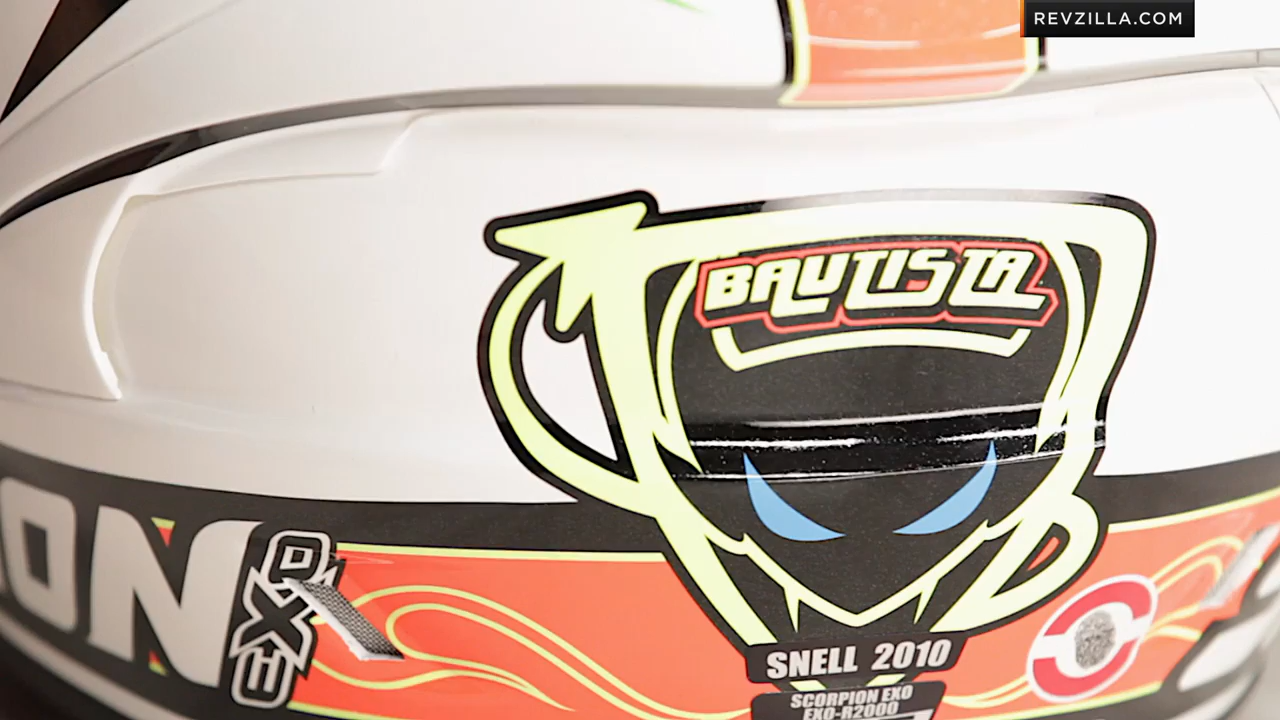 REVZILLA.COM
BAUTISTA
ON
EXO
SNELL 2010
SCORPION EXO
EXO-R2000